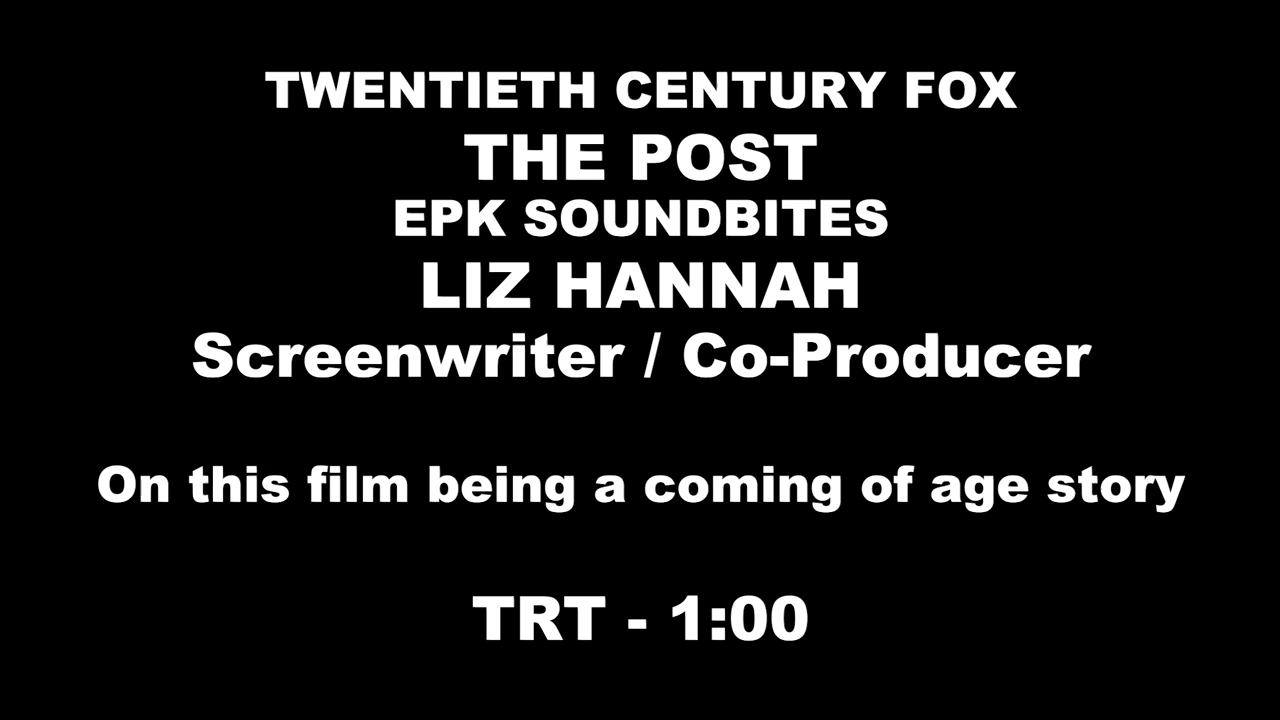 TWENTIETH CENTURY FOX
THE POST
EPK SOUNDBITES
LIZ HANNAH
Screenwriter / Co-Producer
On this film being a coming of age story
TRT - 1:00